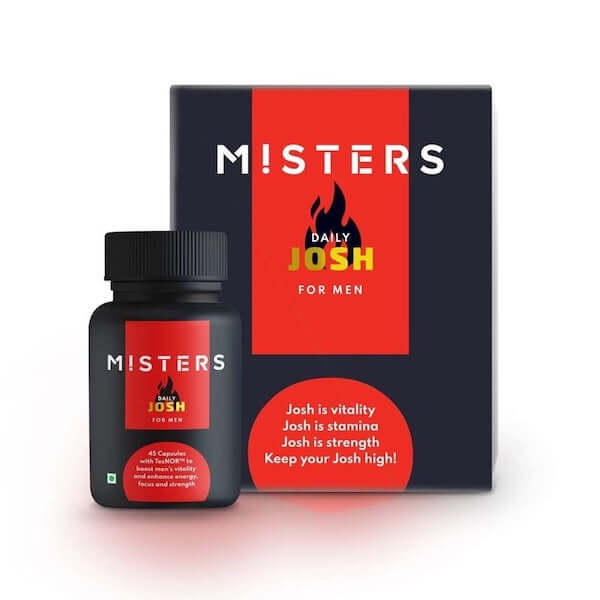 M!STERS
DAILY
JOSH
FOR MEN
Josh is vitality
Josh is stamina
Josh is strength
Keep your Josh high!
M!STERS
DAILY
JOSH
FOR MEN
45 Capsules
with TesNOR™ to
boost men's vitality
and enhance energy,
focus and strength